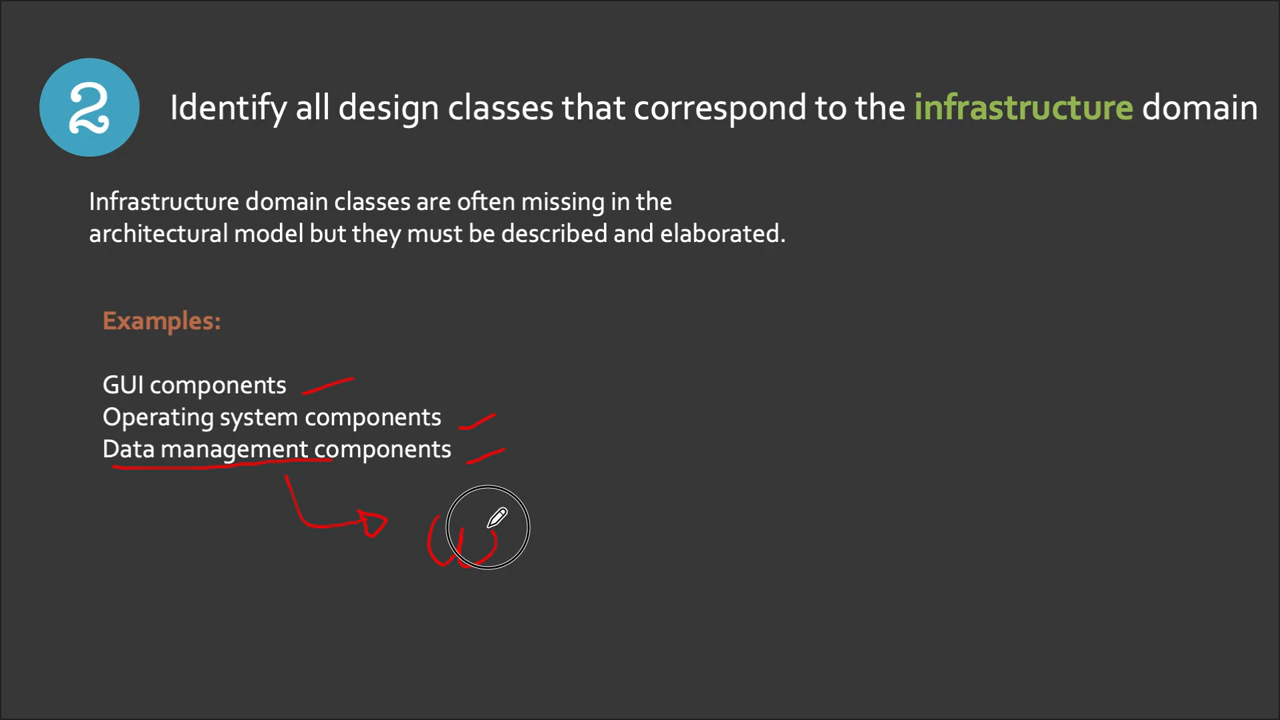 2
Identify all design classes that correspond to the infrastructure domain
Infrastructure domain classes are often missing in the
architectural model but they must be described and elaborated.
Examples:
GUI components
Operating system components
Data management components